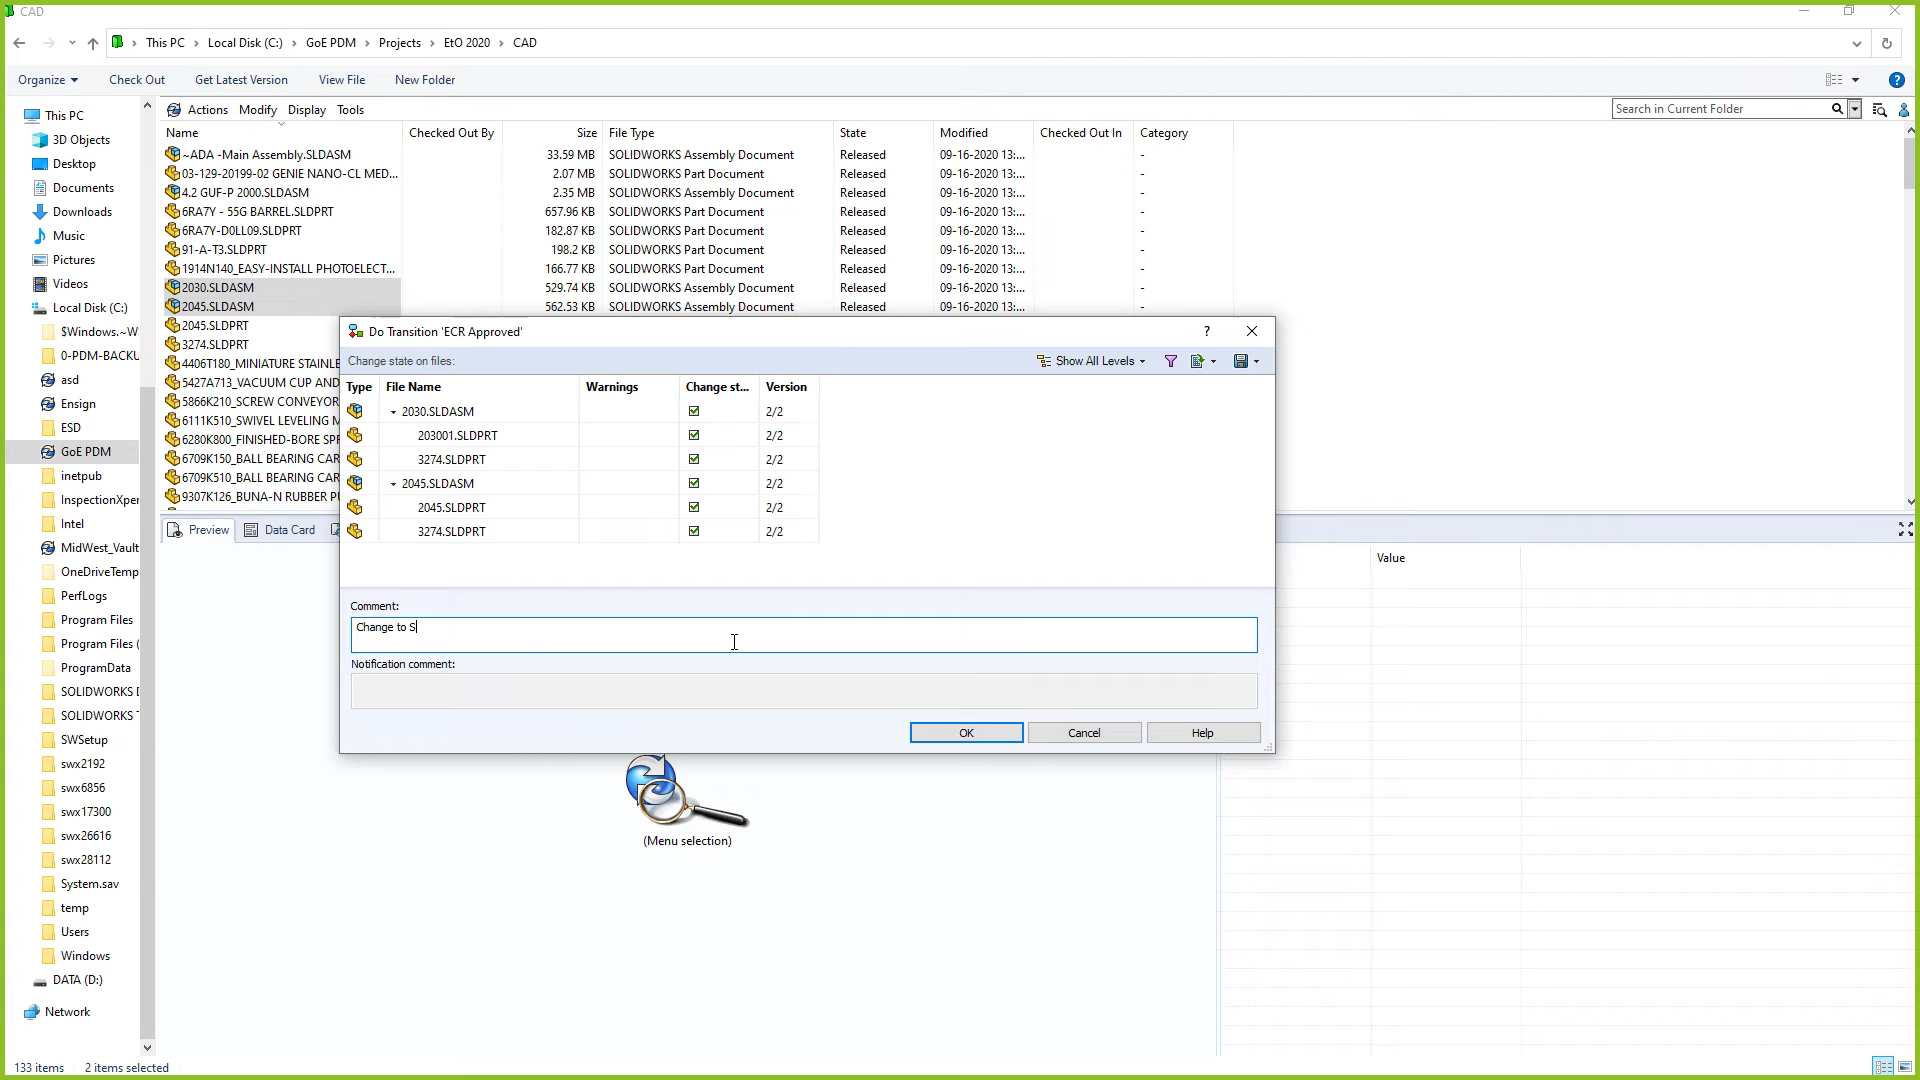 CAD
This PC > Local Disk (C:) > GoE PDM > Projects > EtO 2020 > CAD
Organize Check Out Get Latest Version View File New Folder
Actions Modify Display Tools
Search in Current Folder
Name Checked Out By Size File Type State Modified Checked Out In Category
~ADA -Main Assembly.SLDASM 33.59 MB SOLIDWORKS Assembly Document Released 09-16-2020 13:... -
03-129-20199-02 GENIE NANO-CL MED... 2.07 MB SOLIDWORKS Part Document Released 09-16-2020 13:... -
4.2 GUF-P 2000.SLDASM 2.35 MB SOLIDWORKS Assembly Document Released 09-16-2020 13:... -
6RA7Y - 55G BARREL.SLDPRT 657.96 KB SOLIDWORKS Part Document Released 09-16-2020 13:... -
6RA7Y-D0LL09.SLDPRT 182.87 KB SOLIDWORKS Part Document Released 09-16-2020 13:... -
91-A-T3.SLDPRT 198.2 KB SOLIDWORKS Part Document Released 09-16-2020 13:... -
1914N140_EASY-INSTALL PHOTOELECT... 166.77 KB SOLIDWORKS Part Document Released 09-16-2020 13:... -
2030.SLDASM 529.74 KB SOLIDWORKS Assembly Document Released 09-16-2020 13:... -
2045.SLDASM 562.53 KB SOLIDWORKS Assembly Document Released 09-16-2020 13:... -
2045.SLDPRT
3274.SLDPRT
4406T180_MINIATURE STAINLE
5427A713_VACUUM CUP AND
5866K210_SCREW CONVEYOR
6111K510_SWIVEL LEVELING M
6280K800_FINISHED-BORE SPR
6709K150_BALL BEARING CAR
6709K510_BALL BEARING CAR
9307K126_BUNA-N RUBBER PU
This PC
3D Objects
Desktop
Documents
Downloads
Music
Pictures
Videos
Local Disk (C:)
$Windows.~W
0-PDM-BACKU
asd
Ensign
ESD
GoE PDM
inetpub
InspectionXper
Intel
MidWest_Vault
OneDriveTemp
PerfLogs
Program Files
Program Files (
ProgramData
SOLIDWORKS D
SOLIDWORKS T
SWSetup
swx2192
swx6856
swx17300
swx26616
swx28112
System.sav
temp
Users
Windows
DATA (D:)
Network
Do Transition 'ECR Approved'
?
Change state on files:
Show All Levels
Type File Name Warnings Change st... Version
2030.SLDASM 2/2
203001.SLDPRT 2/2
3274.SLDPRT 2/2
2045.SLDASM 2/2
2045.SLDPRT 2/2
3274.SLDPRT 2/2
Comment:
Change to S
Notification comment:
OK Cancel Help
Preview Data Card
Value
(Menu selection)
133 items 2 items selected